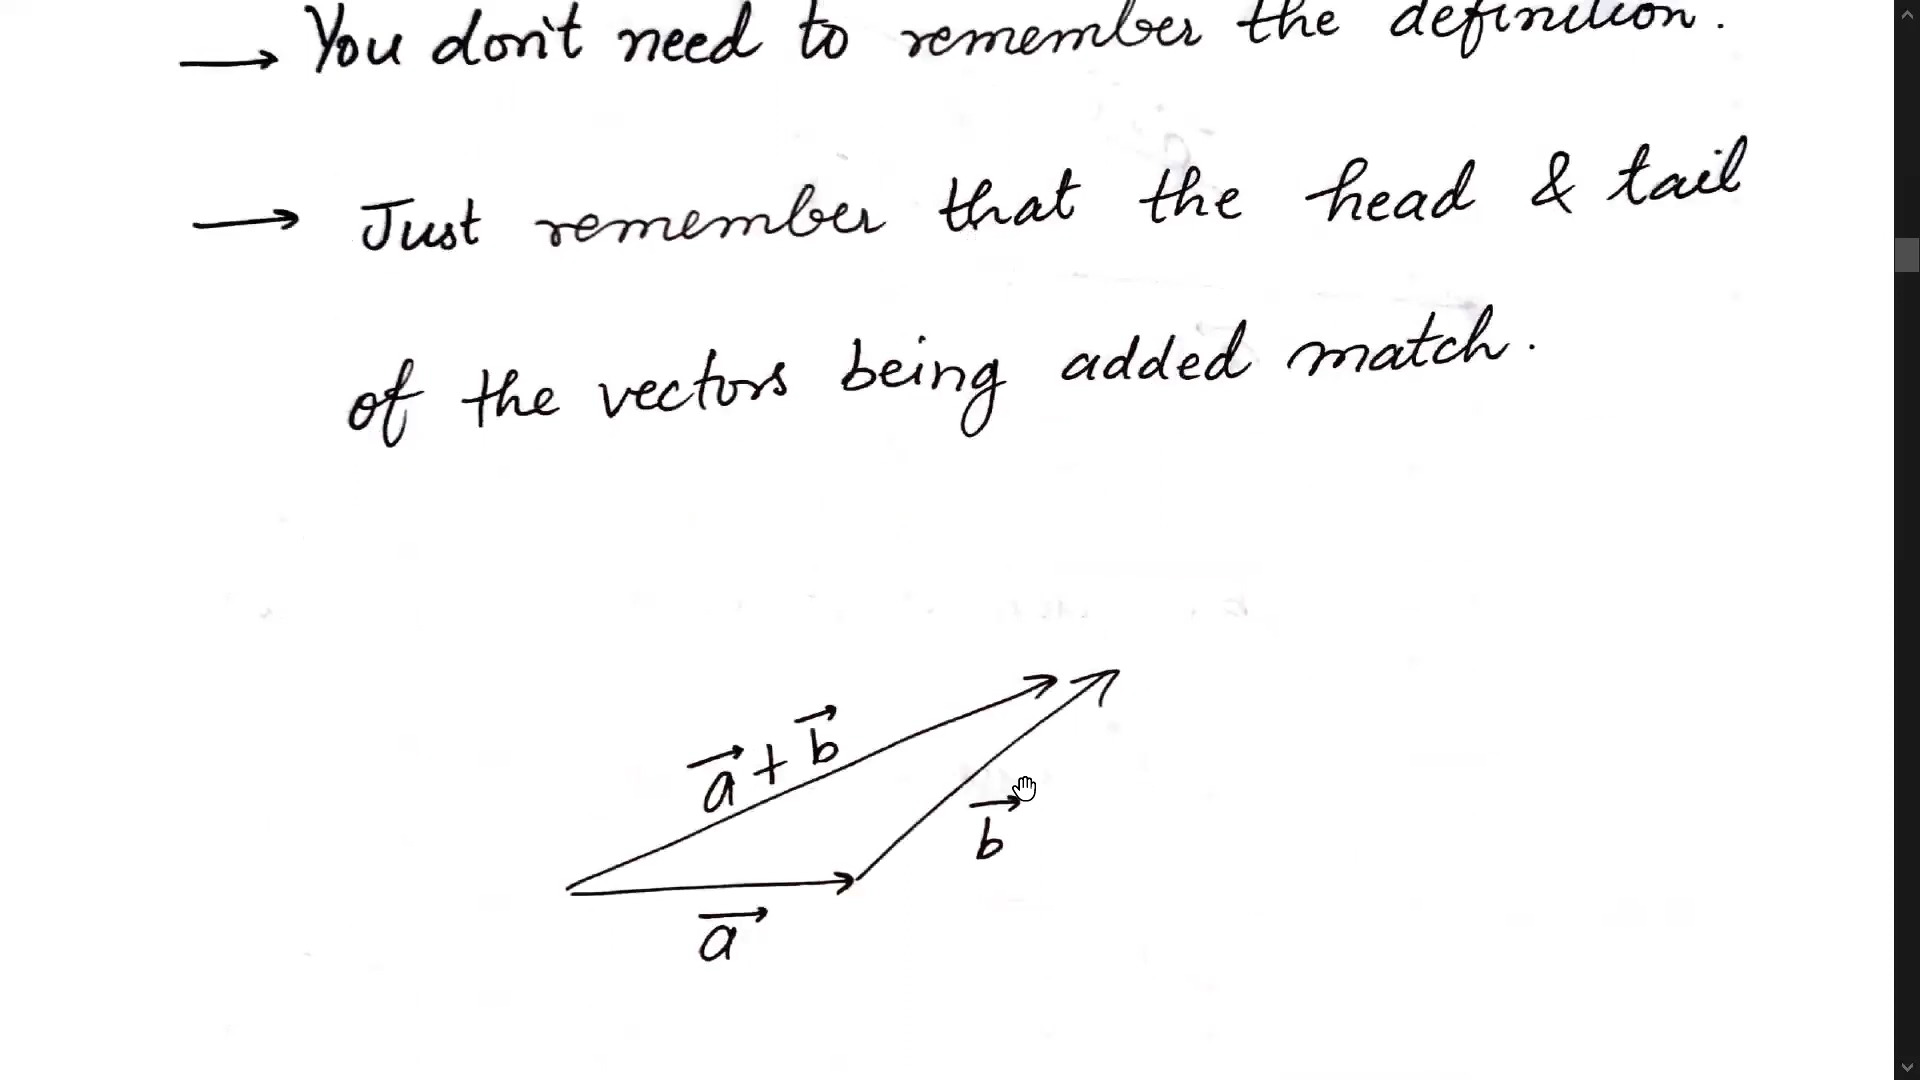 → You don't need to remember the definition.
→ Just remember that the head & tail
of the vectors being added match.
a⃗ + b⃗
b⃗
a⃗